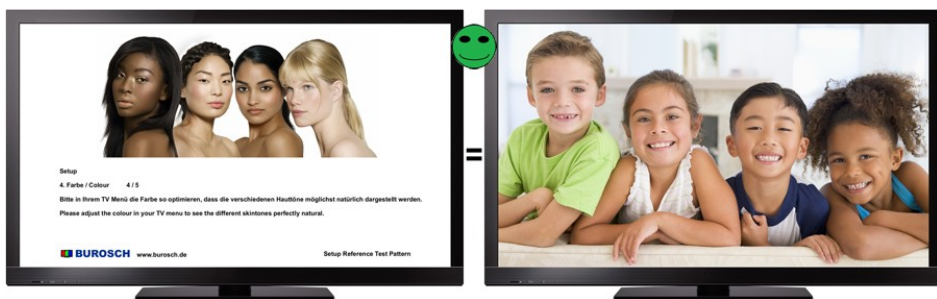 Setup
4. Farbe / Colour 4 / 5
Bitte in Ihrem TV Menü die Farbe so optimieren, dass die verschiedenen Hauttöne möglichst natürlich dargestellt werden.
Please adjust the colour in your TV menu to see the different skintones perfectly natural.
BUROSCH www.burosch.de Setup Reference Test Pattern
=